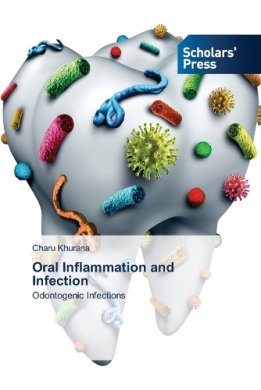 Scholars'
Press
Charu Khurana
Oral Inflammation and
Infection
Odontogenic Infections